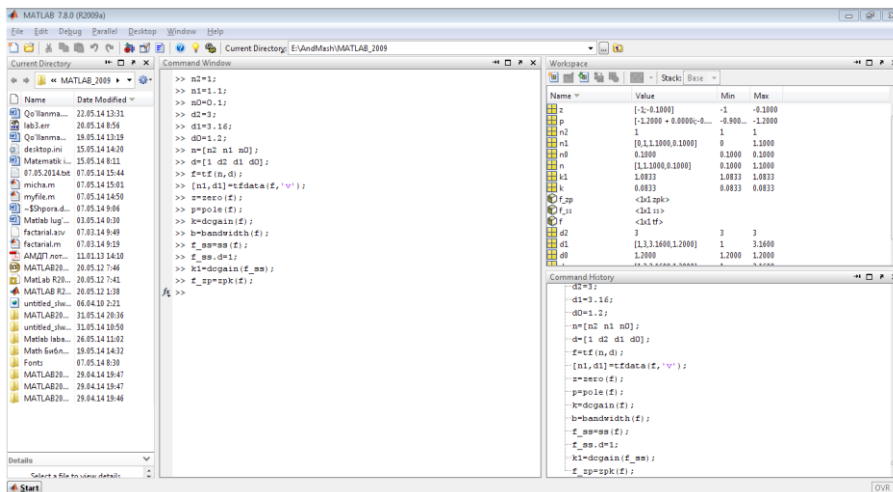 MATLAB 7.8.0 (R2009a)
File Edit Debug Parallel Desktop Window Help
Current Directory: E:\AndMash\MATLAB_2009
Current Directory
« MATLAB_2009
Name Date Modified
Qo'llanma.... 22.05.14 13:31
lab3.err 20.05.14 8:56
Qo'llanma... 19.05.14 13:19
desktop.ini 15.05.14 14:20
Matematik i... 15.05.14 8:11
07.05.2014.txt 07.05.14 15:44
micha.m 07.05.14 15:01
myfile.m 07.05.14 14:50
~$Shpora.d... 07.05.14 9:06
Matlab lug'... 03.05.14 0:30
factarial.asv 07.03.14 9:49
factarial.m 07.03.14 9:19
АМДП лот... 11.01.13 14:10
MATLAB20... 20.05.12 7:46
MatLab R20... 20.05.12 7:41
MATLAB R2... 20.05.12 1:38
untitled_slw... 06.04.10 2:21
MATLAB20... 31.05.14 20:36
untitled_slw... 31.05.14 10:50
Matlab laba... 26.05.14 11:02
Math Библ... 19.05.14 14:32
Fonts 07.05.14 8:30
MATLAB20... 29.04.14 19:47
MATLAB20... 29.04.14 19:47
MATLAB20... 29.04.14 19:46
Details
Select a file to view details
Start
Command Window
>> n2=1;
>> n1=1.1;
>> n0=0.1;
>> d2=3;
>> d1=3.16;
>> d0=1.2;
>> n=[n2 n1 n0];
>> d=[1 d2 d1 d0];
>> f=tf(n,d);
>> [n1,d1]=tfdata(f,'v');
>> z=zero(f);
>> p=pole(f);
>> k=dcgain(f);
>> b=bandwidth(f);
>> f_ss=ss(f);
>> f_ss.d=1;
>> k1=dcgain(f_ss);
>> f_zp=zpk(f);
fx >>
Workspace
Stack: Base
Name Value Min Max
z [-1;-0.1000] -1 -0.1000
p [-1.2000 + 0.0000i;-0.... -0.900... -1.2000
n2 1 1 1
n1 [0,1,1.1000,0.1000] 0 1.1000
n0 0.1000 0.1000 0.1000
n [1,1.1000,0.1000] 0.1000 1.1000
k1 1.0833 1.0833 1.0833
k 0.0833 0.0833 0.0833
f_zp <1x1 zpk>
f_ss <1x1 ss>
f <1x1 tf>
d2 3 3 3
d1 [1,3,3.1600,1.2000] 1 3.1600
d0 1.2000 1.2000 1.2000
Command History
d2=3;
d1=3.16;
d0=1.2;
n=[n2 n1 n0];
d=[1 d2 d1 d0];
f=tf(n,d);
[n1,d1]=tfdata(f,'v');
z=zero(f);
p=pole(f);
k=dcgain(f);
b=bandwidth(f);
f_ss=ss(f);
f_ss.d=1;
k1=dcgain(f_ss);
f_zp=zpk(f);
OVR